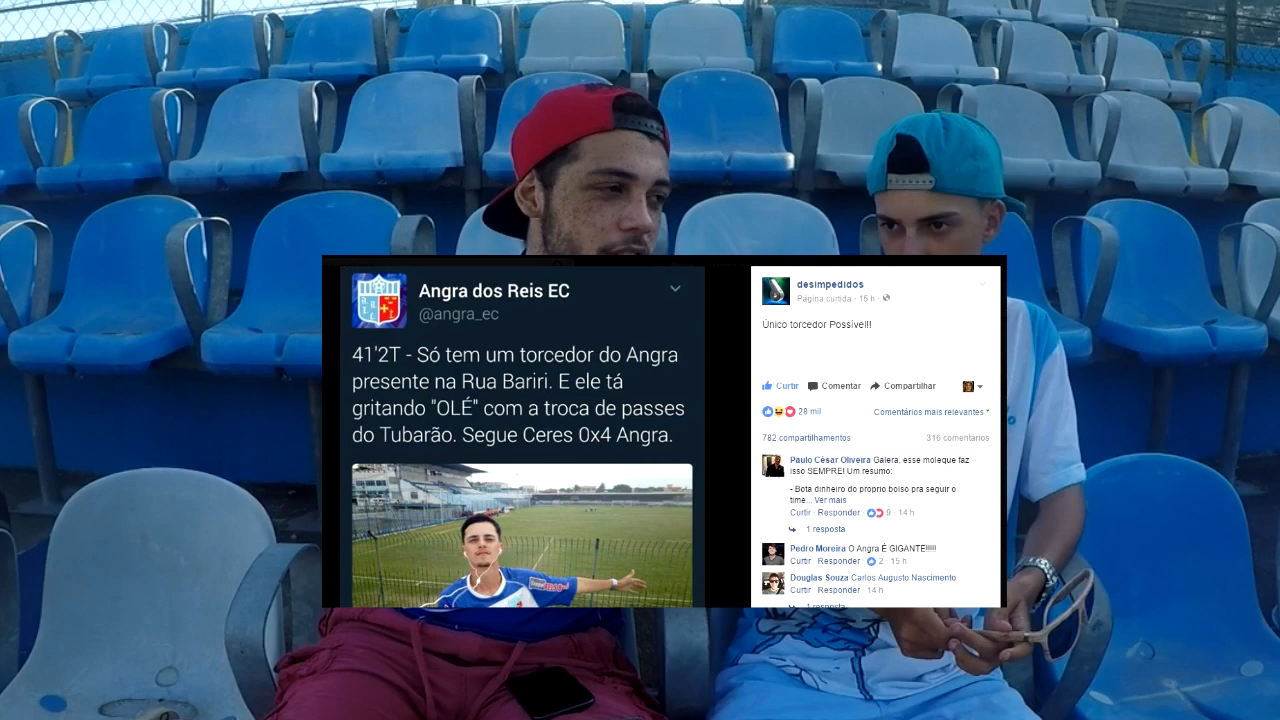 Angra dos Reis EC
@angra_ec
41'2T - Só tem um torcedor do Angra
presente na Rua Bariri. E ele tá
gritando "OLÉ" com a troca de passes
do Tubarão. Segue Ceres 0x4 Angra.
desimpedidos
Página curtida · 15 h ·
Único torcedor Possível!!
Curtir Comentar Compartilhar
28 mil Comentários mais relevantes
782 compartilhamentos 316 comentários
Paulo César Oliveira Galera, esse moleque faz
isso SEMPRE! Um resumo:
- Bota dinheiro do proprio bolso pra seguir o
time... Ver mais
Curtir · Responder · 9 · 14 h
1 resposta
Pedro Moreira O Angra É GIGANTE!!!!!
Curtir · Responder · 2 · 15 h
Douglas Souza Carlos Augusto Nascimento
Curtir · Responder · 14 h
1 resposta